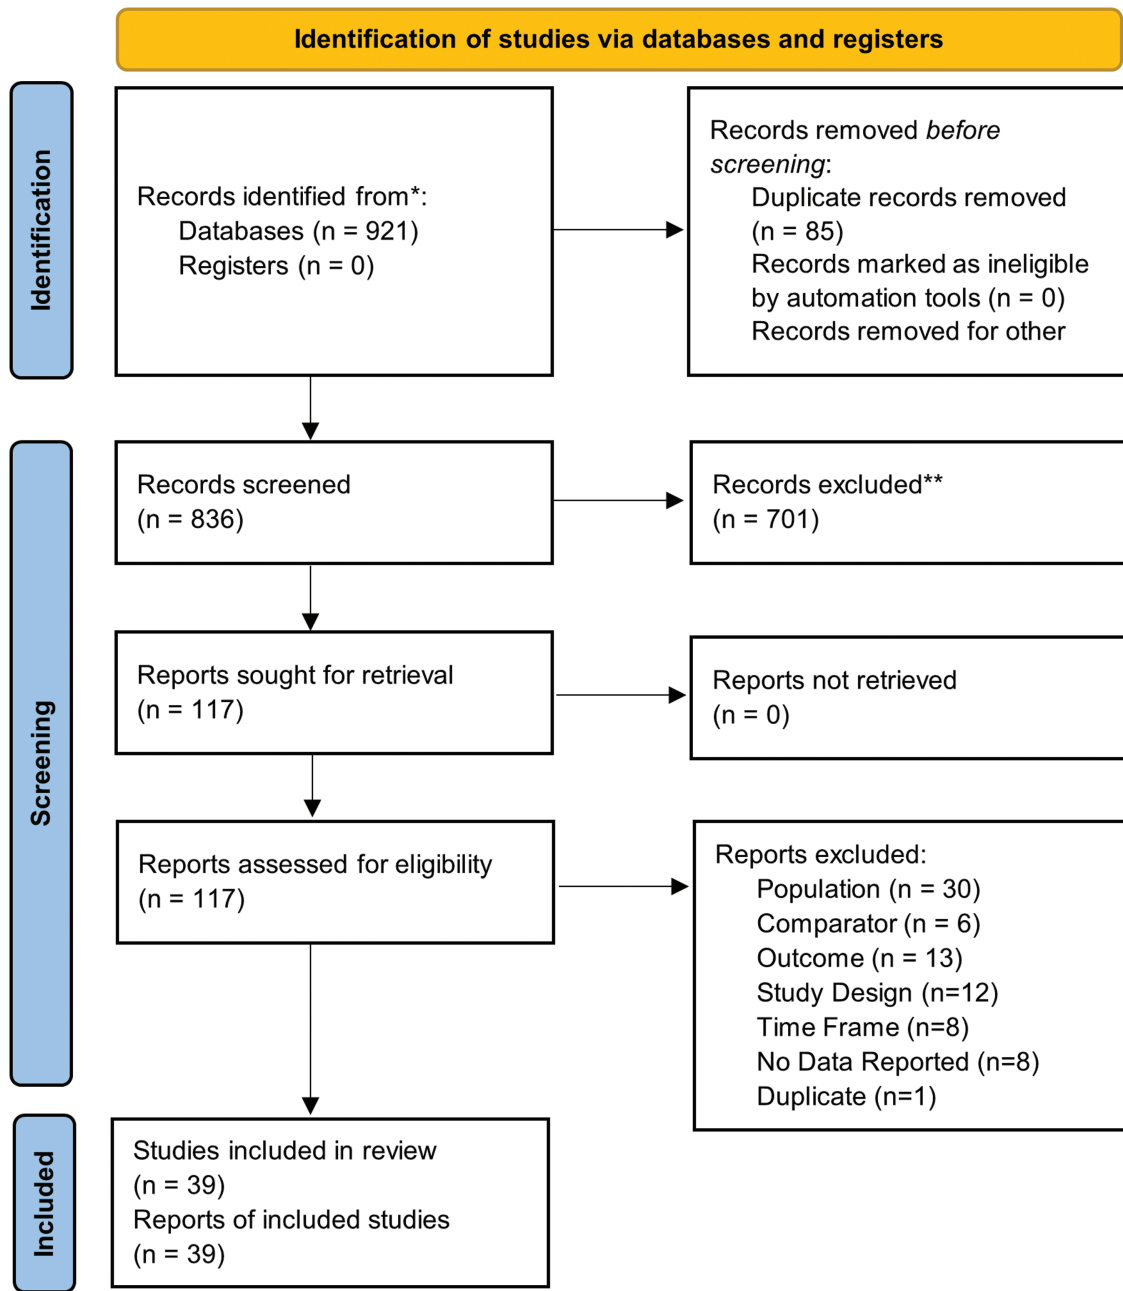 Identification of studies via databases and registers
Identification
Records identified from*:
Databases (n = 921)
Registers (n = 0)
Records removed before
screening:
Duplicate records removed
(n = 85)
Records marked as ineligible
by automation tools (n = 0)
Records removed for other
Screening
Records screened
(n = 836)
Records excluded**
(n = 701)
Reports sought for retrieval
(n = 117)
Reports not retrieved
(n = 0)
Reports assessed for eligibility
(n = 117)
Reports excluded:
Population (n = 30)
Comparator (n = 6)
Outcome (n = 13)
Study Design (n=12)
Time Frame (n=8)
No Data Reported (n=8)
Duplicate (n=1)
Included
Studies included in review
(n = 39)
Reports of included studies
(n = 39)